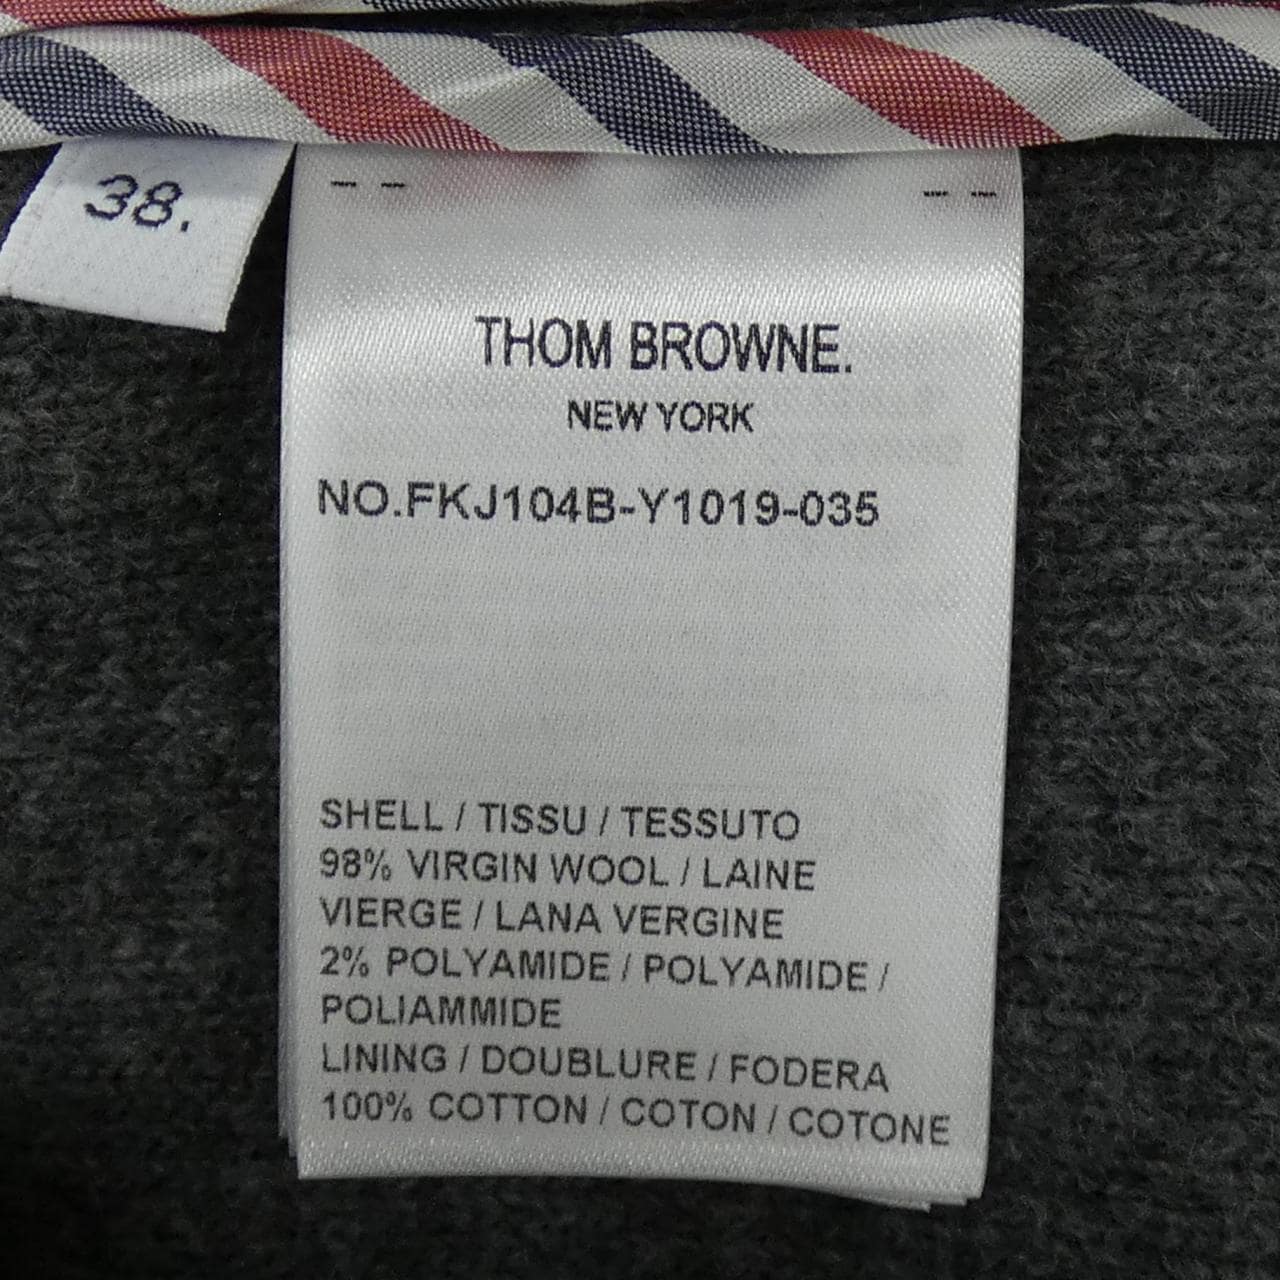 38.
THOM BROWNE.
NEW YORK
NO.FKJ104B-Y1019-035
SHELL / TISSU / TESSUTO
98% VIRGIN WOOL / LAINE
VIERGE / LANA VERGINE
2% POLYAMIDE / POLYAMIDE /
POLIAMMIDE
LINING / DOUBLURE / FODERA
100% COTTON / COTON / COTONE